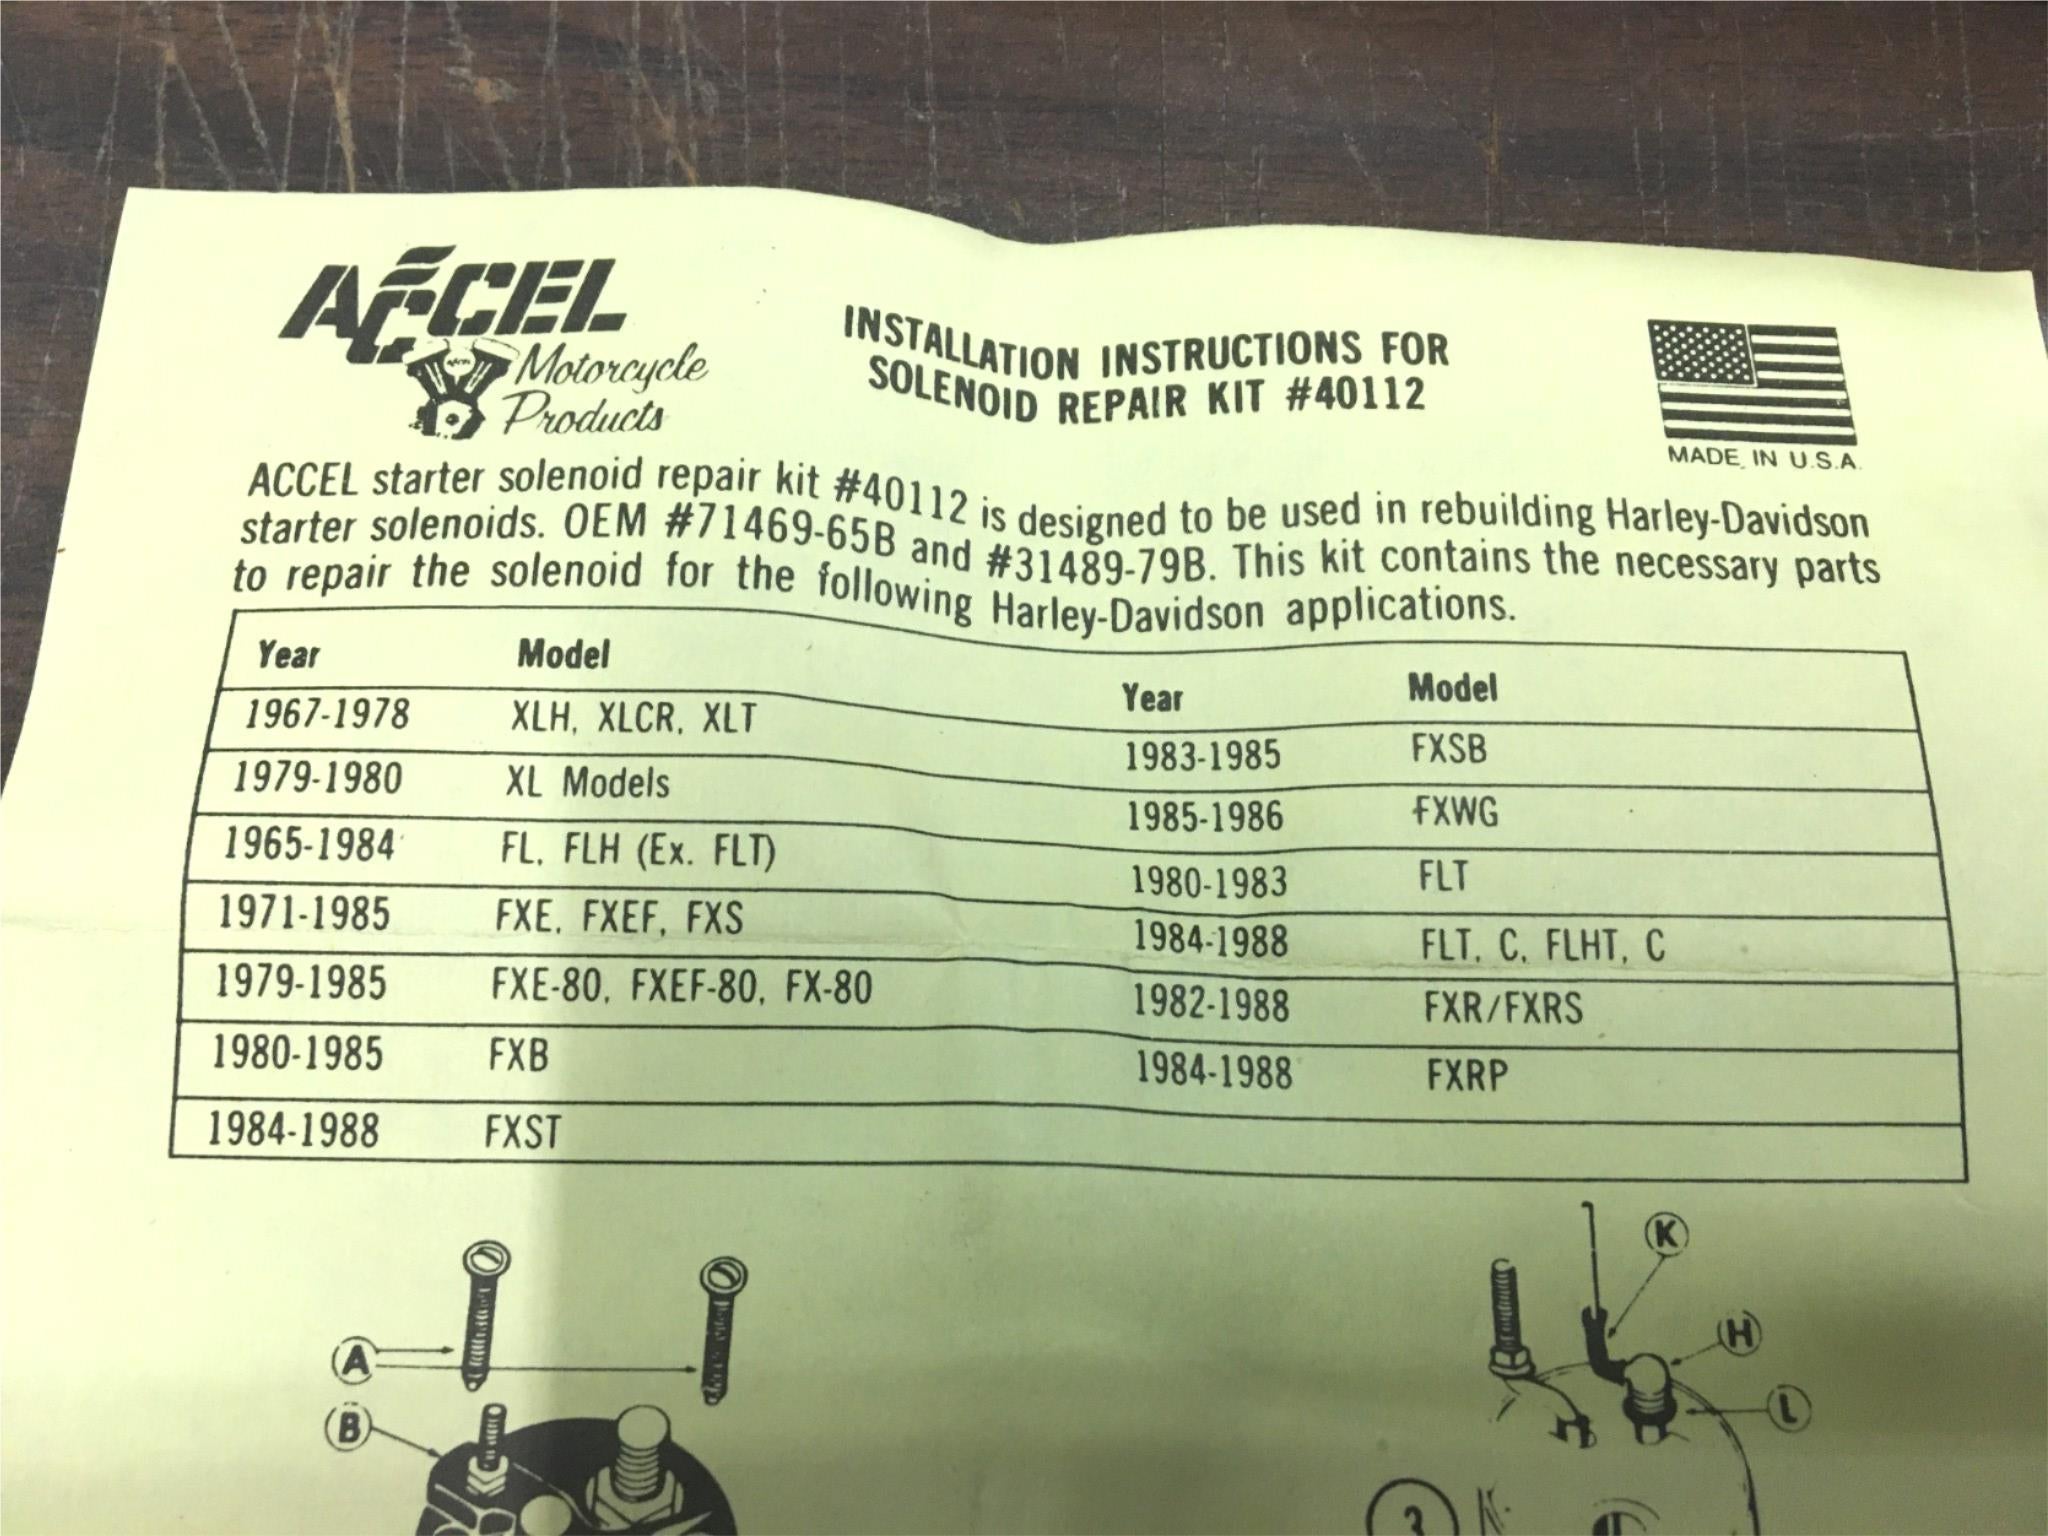 ACCEL
Motorcycle
Products
INSTALLATION INSTRUCTIONS FOR
SOLENOID REPAIR KIT #40112
MADE IN U.S.A.
ACCEL starter solenoid repair kit #40112 is designed to be used in rebuilding Harley-Davidson
starter solenoids. OEM #71469-65B and #31489-79B. This kit contains the necessary parts
to repair the solenoid for the following Harley-Davidson applications.
Year Model Year Model
1967-1978 XLH, XLCR, XLT 1983-1985 FXSB
1979-1980 XL Models 1985-1986 FXWG
1965-1984 FL, FLH (Ex. FLT) 1980-1983 FLT
1971-1985 FXE, FXEF, FXS 1984-1988 FLT, C, FLHT, C
1979-1985 FXE-80, FXEF-80, FX-80 1982-1988 FXR/FXRS
1980-1985 FXB 1984-1988 FXRP
1984-1988 FXST
K
H
A
L
B
3